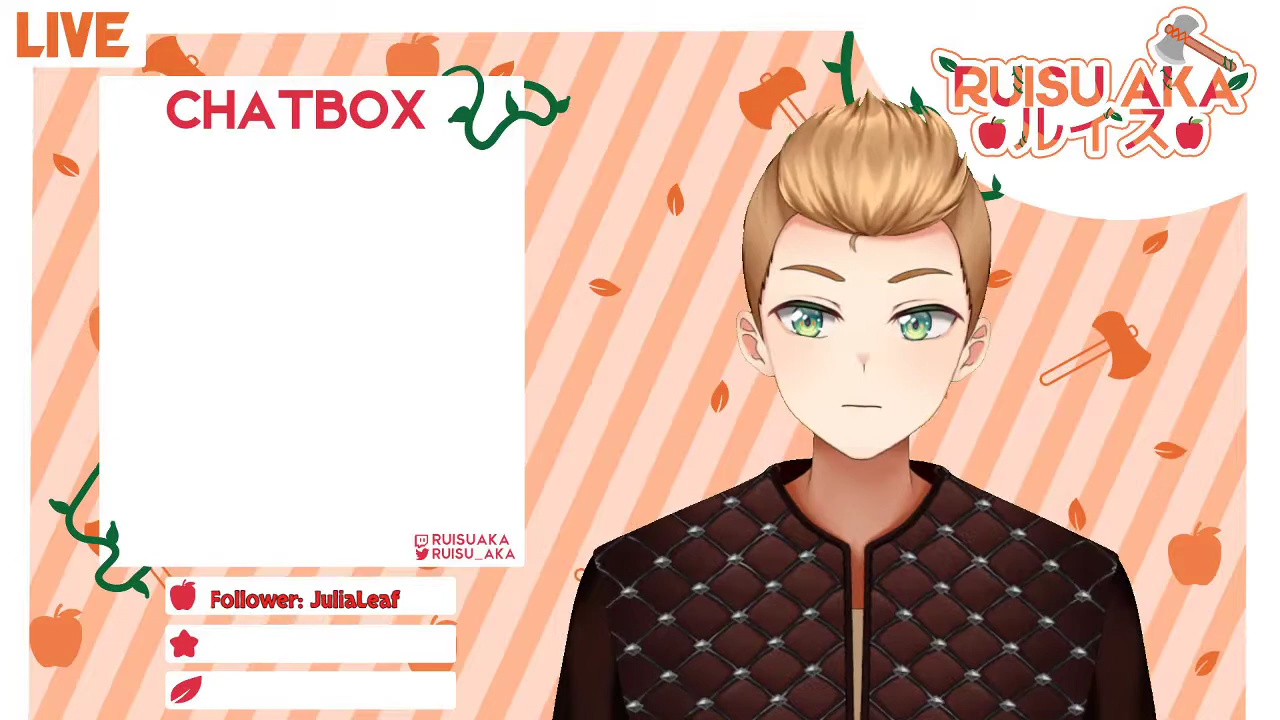 LIVE
CHATBOX
RUISU AKA
ルイス
RUISUAKA
RUISU_AKA
Follower: JuliaLeaf